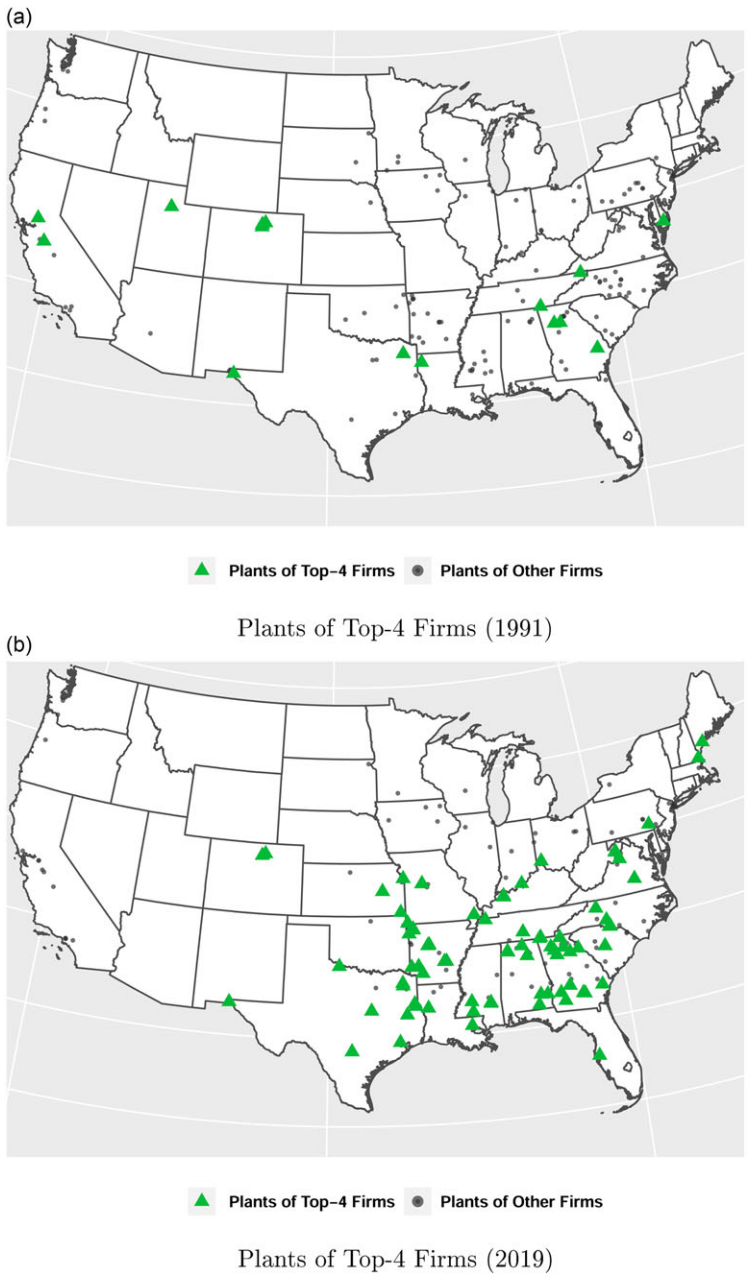 (a)
Plants of Top−4 Firms Plants of Other Firms
Plants of Top-4 Firms (1991)
(b)
Plants of Top−4 Firms Plants of Other Firms
Plants of Top-4 Firms (2019)